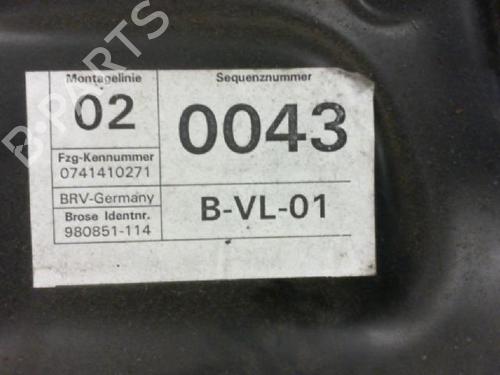 B-PARTS
Montagelinie
02
Sequenznummer
0043
Fzg-Kennummer
0741410271
BRV-Germany
Brose Identnr.
980851-114
B-VL-01